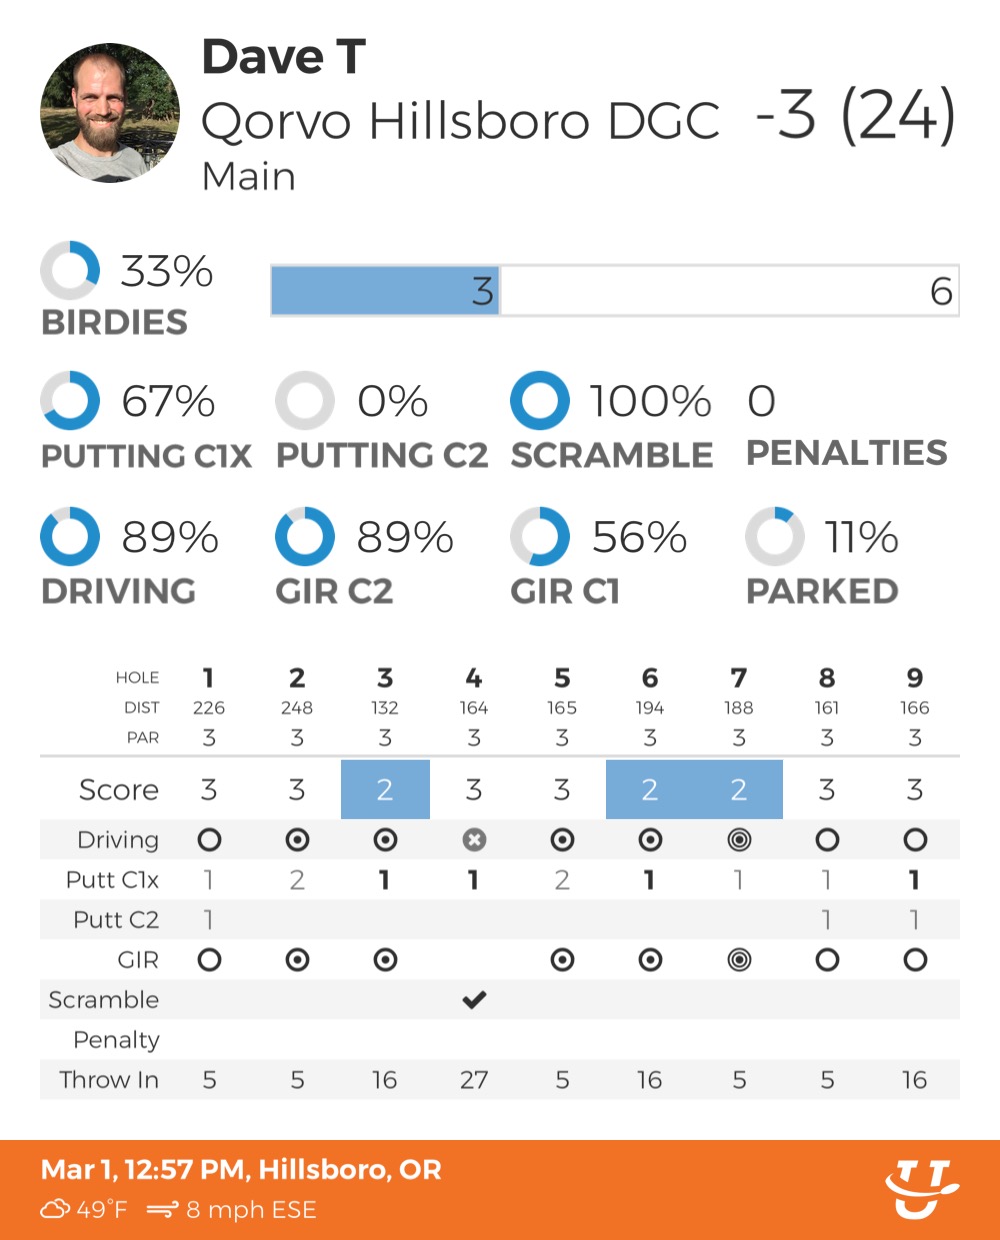 Dave T
Qorvo Hillsboro DGC -3 (24)
Main
33%
BIRDIES
3 6
67% 0% 100% 0
PUTTING C1X PUTTING C2 SCRAMBLE PENALTIES
89% 89% 56% 11%
DRIVING GIR C2 GIR C1 PARKED
HOLE 1 2 3 4 5 6 7 8 9
DIST 226 248 132 164 165 194 188 161 166
PAR 3 3 3 3 3 3 3 3 3
Score 3 3 2 3 3 2 2 3 3
Driving
Putt C1x 1 2 1 1 2 1 1 1 1
Putt C2 1 1 1
GIR
Scramble
Penalty
Throw In 5 5 16 27 5 16 5 5 16
Mar 1, 12:57 PM, Hillsboro, OR
49°F 8 mph ESE